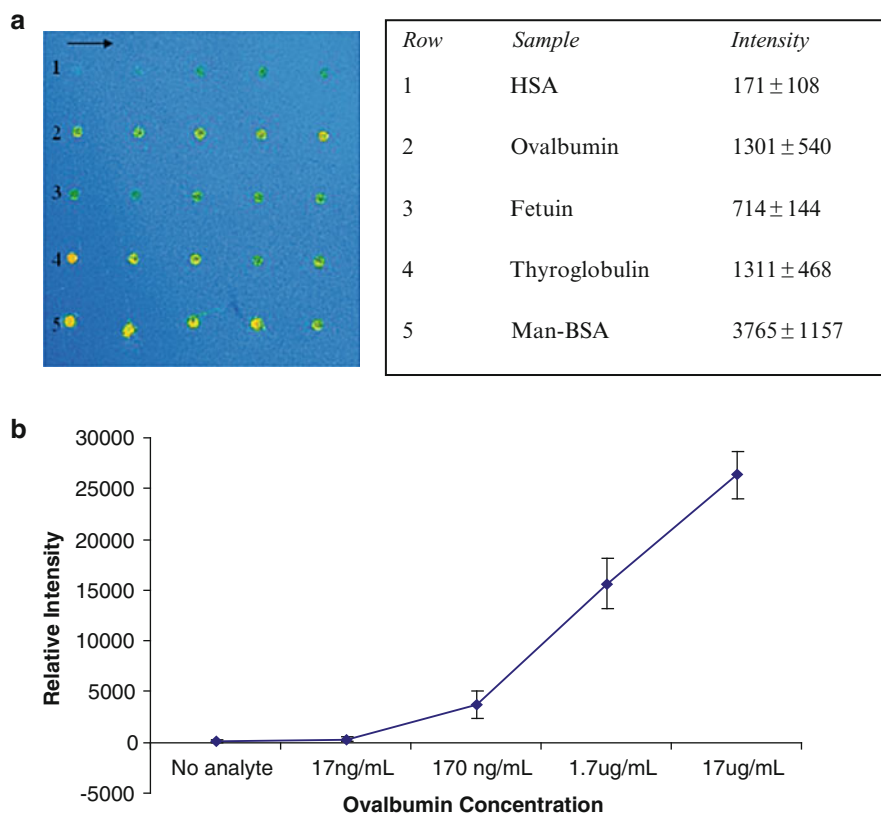 a
1
2
3
4
5
Row Sample Intensity
1 HSA 171±108
2 Ovalbumin 1301±540
3 Fetuin 714±144
4 Thyroglobulin 1311±468
5 Man-BSA 3765±1157
b
30000
25000
20000
15000
10000
5000
0
-5000
Relative Intensity
No analyte 17ng/mL 170 ng/mL 1.7ug/mL 17ug/mL
Ovalbumin Concentration